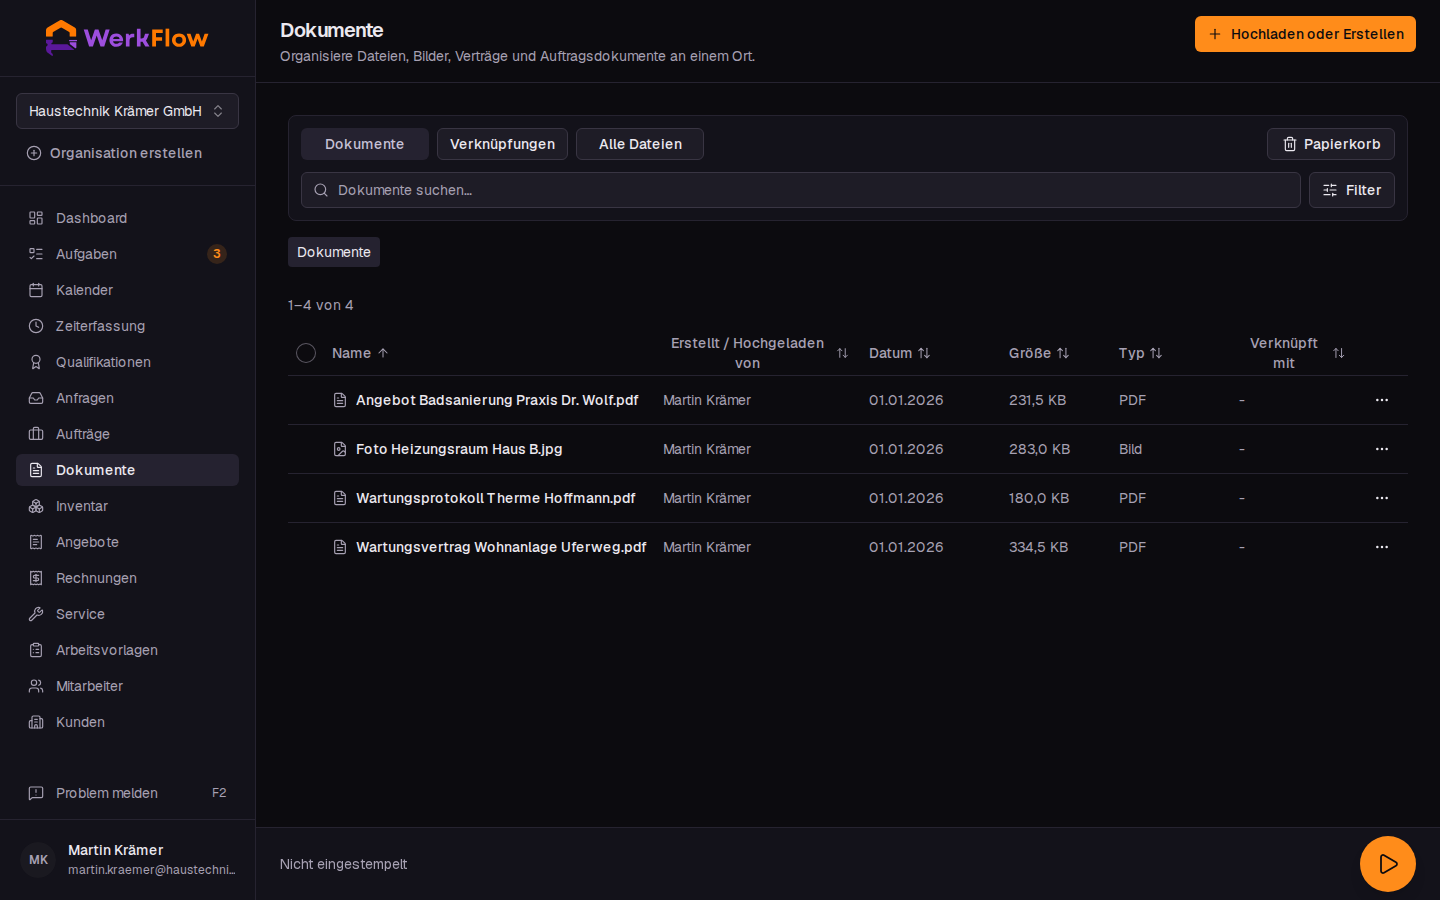 WerkFlow
Haustechnik Krämer GmbH
Organisation erstellen
Dashboard
Aufgaben 3
Kalender
Zeiterfassung
Qualifikationen
Anfragen
Aufträge
Dokumente
Inventar
Angebote
Rechnungen
Service
Arbeitsvorlagen
Mitarbeiter
Kunden
Problem melden F2
MK Martin Krämer
martin.kraemer@haustechni...
Dokumente
Organisiere Dateien, Bilder, Verträge und Auftragsdokumente an einem Ort.
Hochladen oder Erstellen
Dokumente Verknüpfungen Alle Dateien Papierkorb
Dokumente suchen... Filter
Dokumente
1–4 von 4
Name Erstellt / Hochgeladen von Datum Größe Typ Verknüpft mit
Angebot Badsanierung Praxis Dr. Wolf.pdf Martin Krämer 01.01.2026 231,5 KB PDF -
Foto Heizungsraum Haus B.jpg Martin Krämer 01.01.2026 283,0 KB Bild -
Wartungsprotokoll Therme Hoffmann.pdf Martin Krämer 01.01.2026 180,0 KB PDF -
Wartungsvertrag Wohnanlage Uferweg.pdf Martin Krämer 01.01.2026 334,5 KB PDF -
Nicht eingestempelt